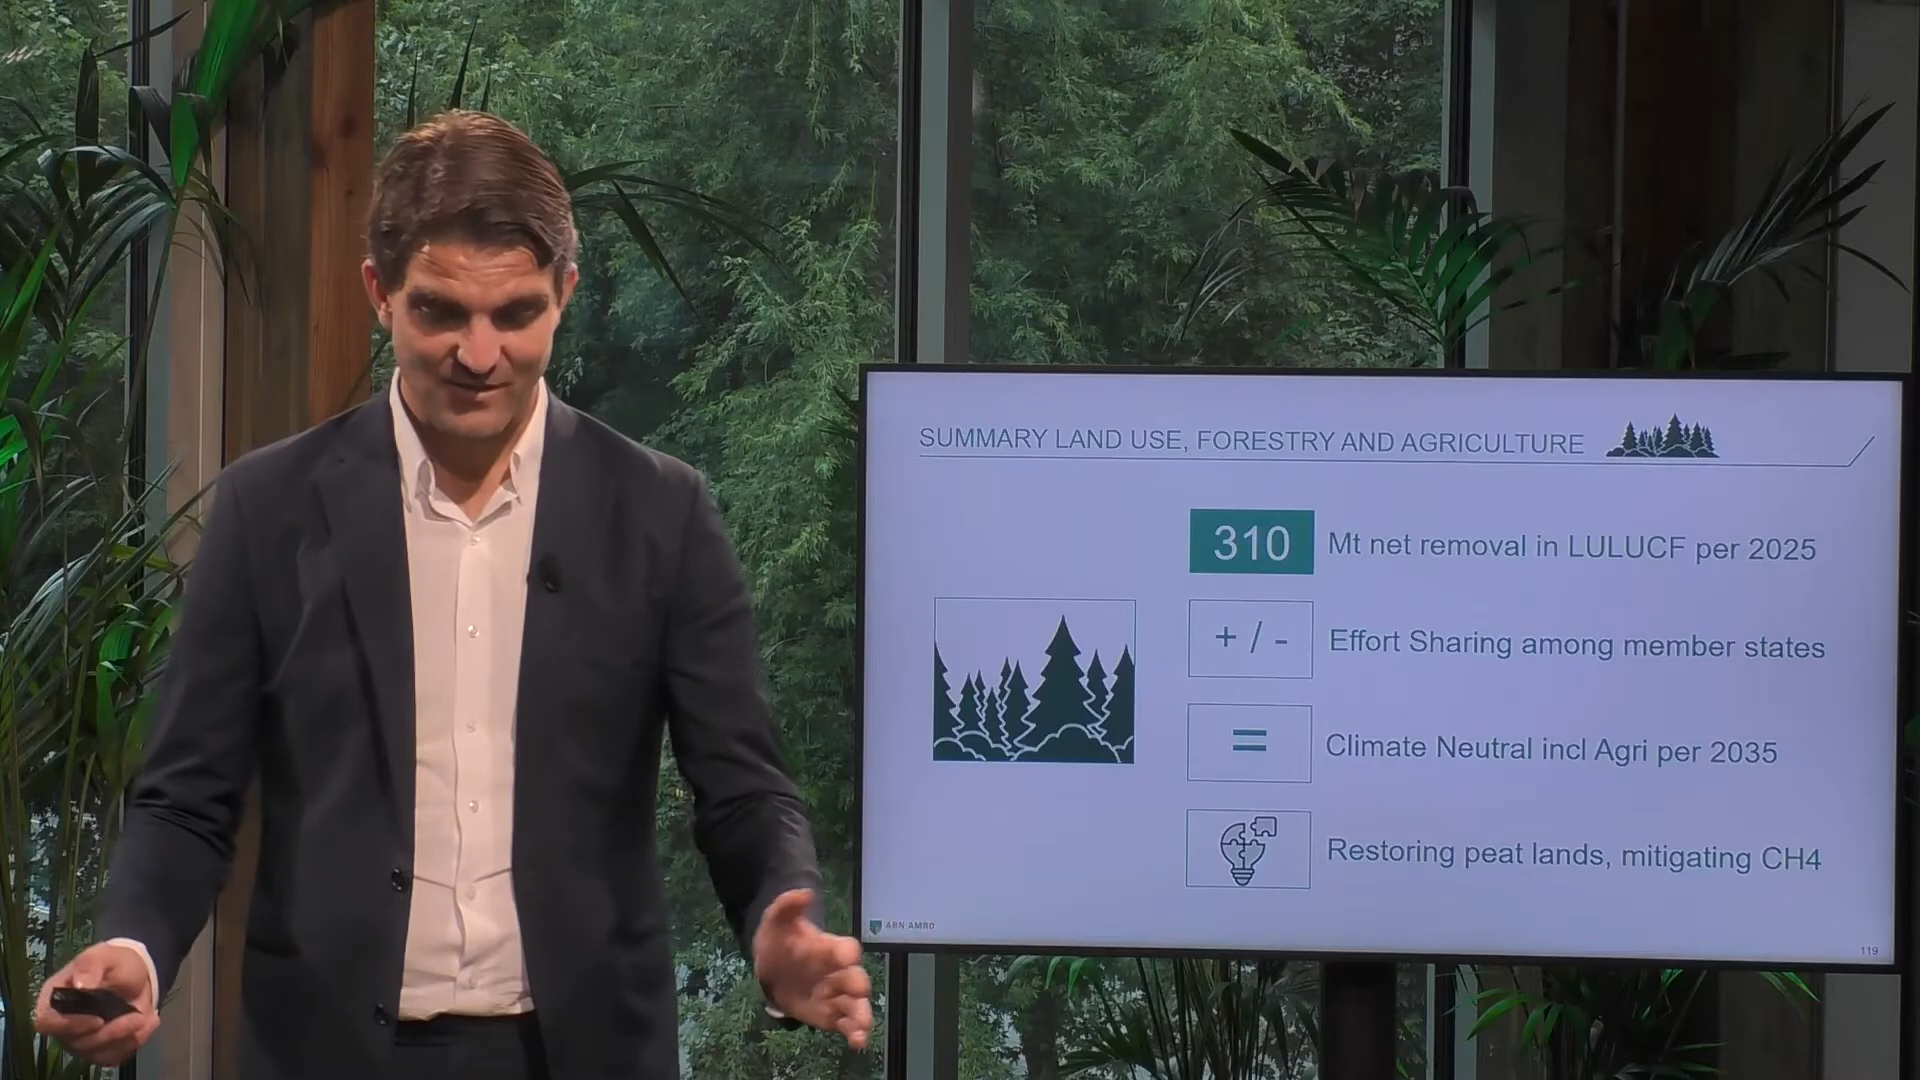 SUMMARY LAND USE, FORESTRY AND AGRICULTURE
310 Mt net removal in LULUCF per 2025
+ / - Effort Sharing among member states
= Climate Neutral incl Agri per 2035
Restoring peat lands, mitigating CH4
ABN·AMRO
119